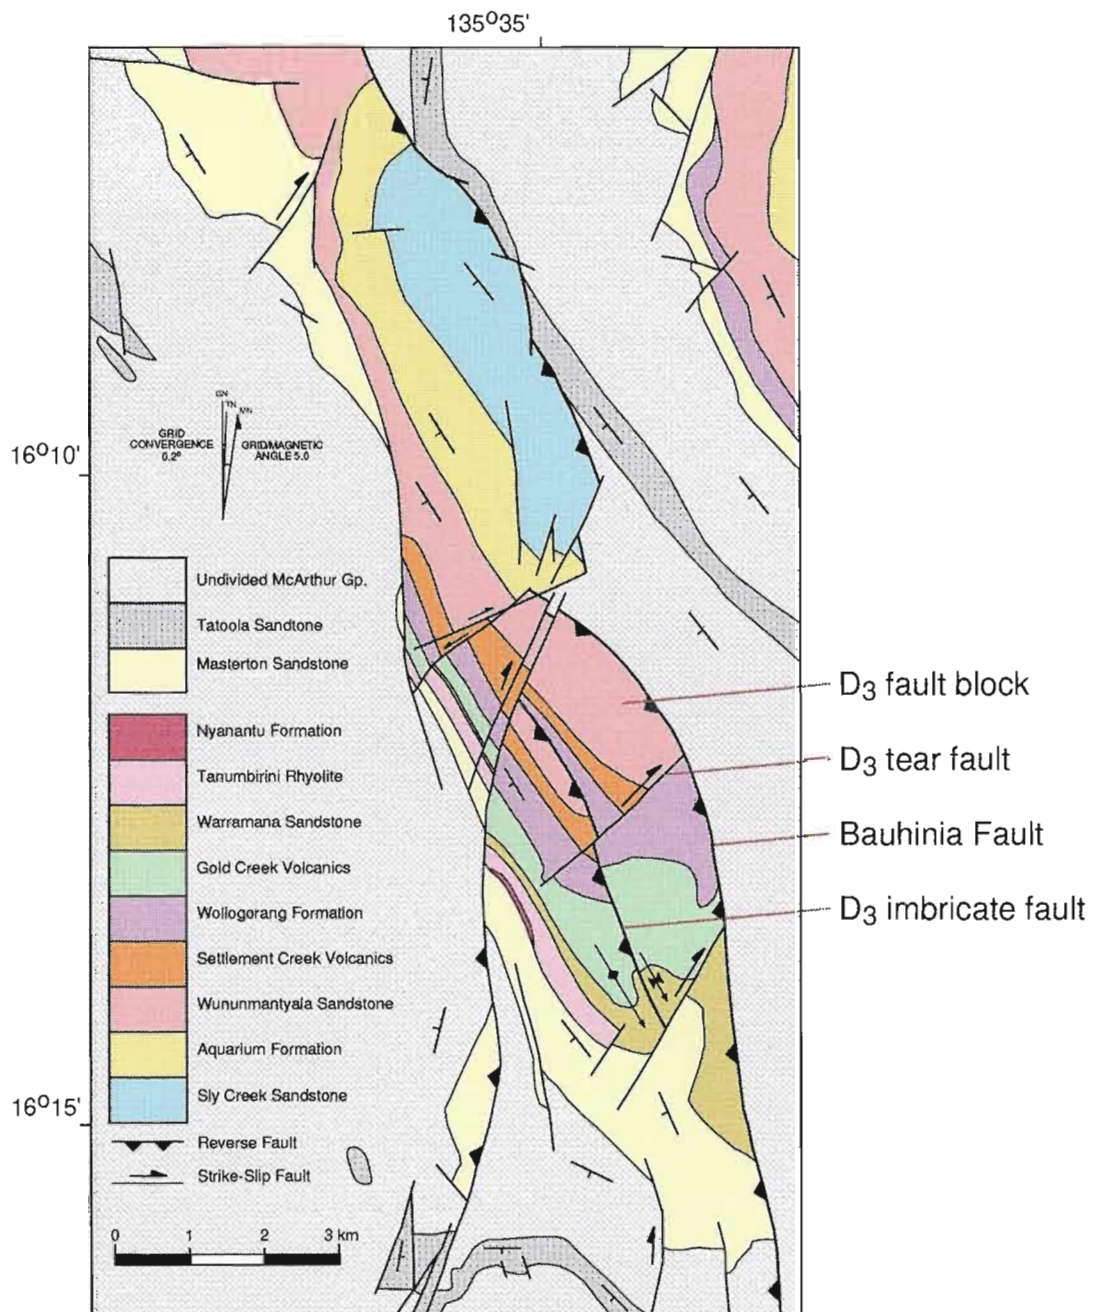 135°35'
16°10'
GN
TN
MN
GRID
CONVERGENCE
0.2°
GRID/MAGNETIC
ANGLE 5.0
Undivided McArthur Gp.
Tatoola Sandtone
Masterton Sandstone
Nyanantu Formation
Tanumbirini Rhyolite
Warramana Sandstone
Gold Creek Volcanics
Wollogorang Formation
Settlement Creek Volcanics
Wununmantyala Sandstone
Aquarium Formation
Sly Creek Sandstone
Reverse Fault
Strike-Slip Fault
0 1 2 3 km
16°15'
D3 fault block
D3 tear fault
Bauhinia Fault
D3 imbricate fault